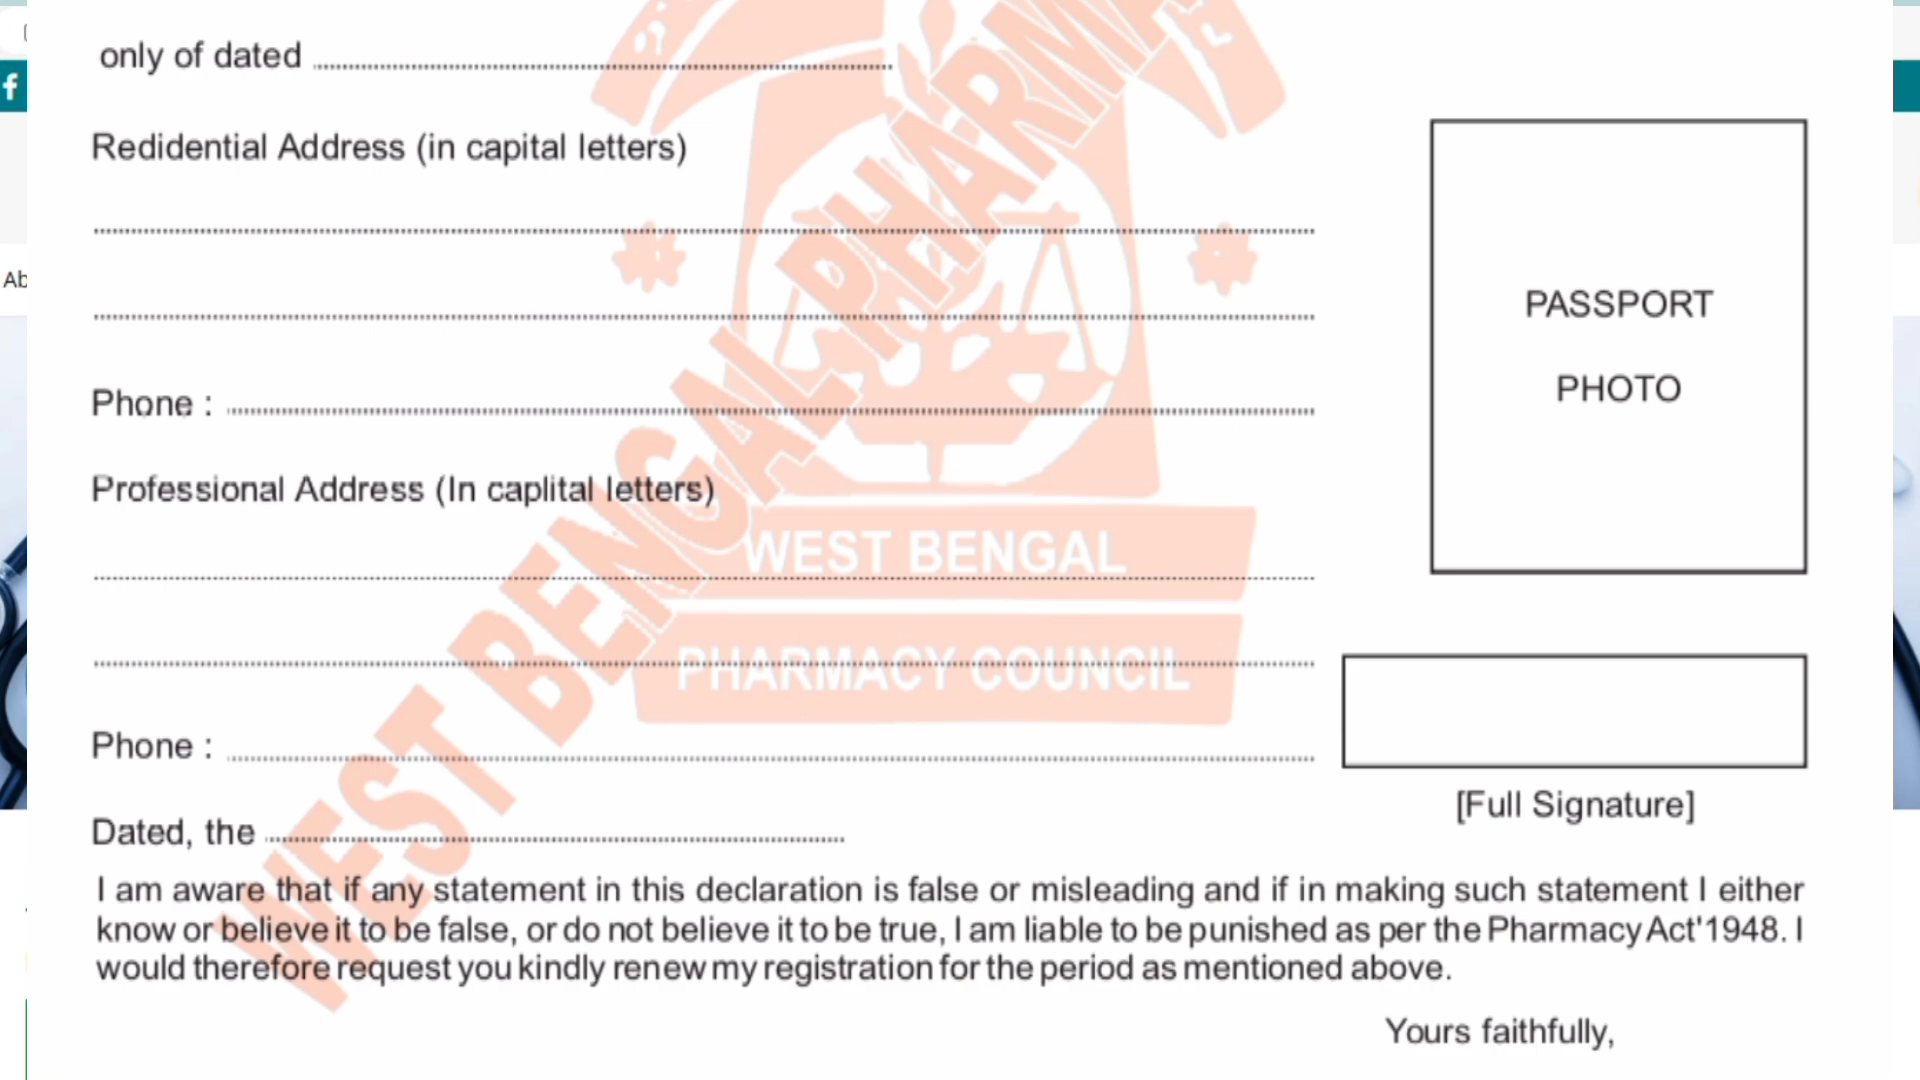 only of dated
Redidential Address (in capital letters)
Phone :
Professional Address (In caplital letters)
Phone :
Dated, the
PASSPORT
PHOTO
[Full Signature]
I am aware that if any statement in this declaration is false or misleading and if in making such statement I either
know or believe it to be false, or do not believe it to be true, I am liable to be punished as per the Pharmacy Act'1948. I
would therefore request you kindly renew my registration for the period as mentioned above.
Yours faithfully,
WEST BENGAL
PHARMACY COUNCIL
WEST BENGAL PHARMA
f
Ab